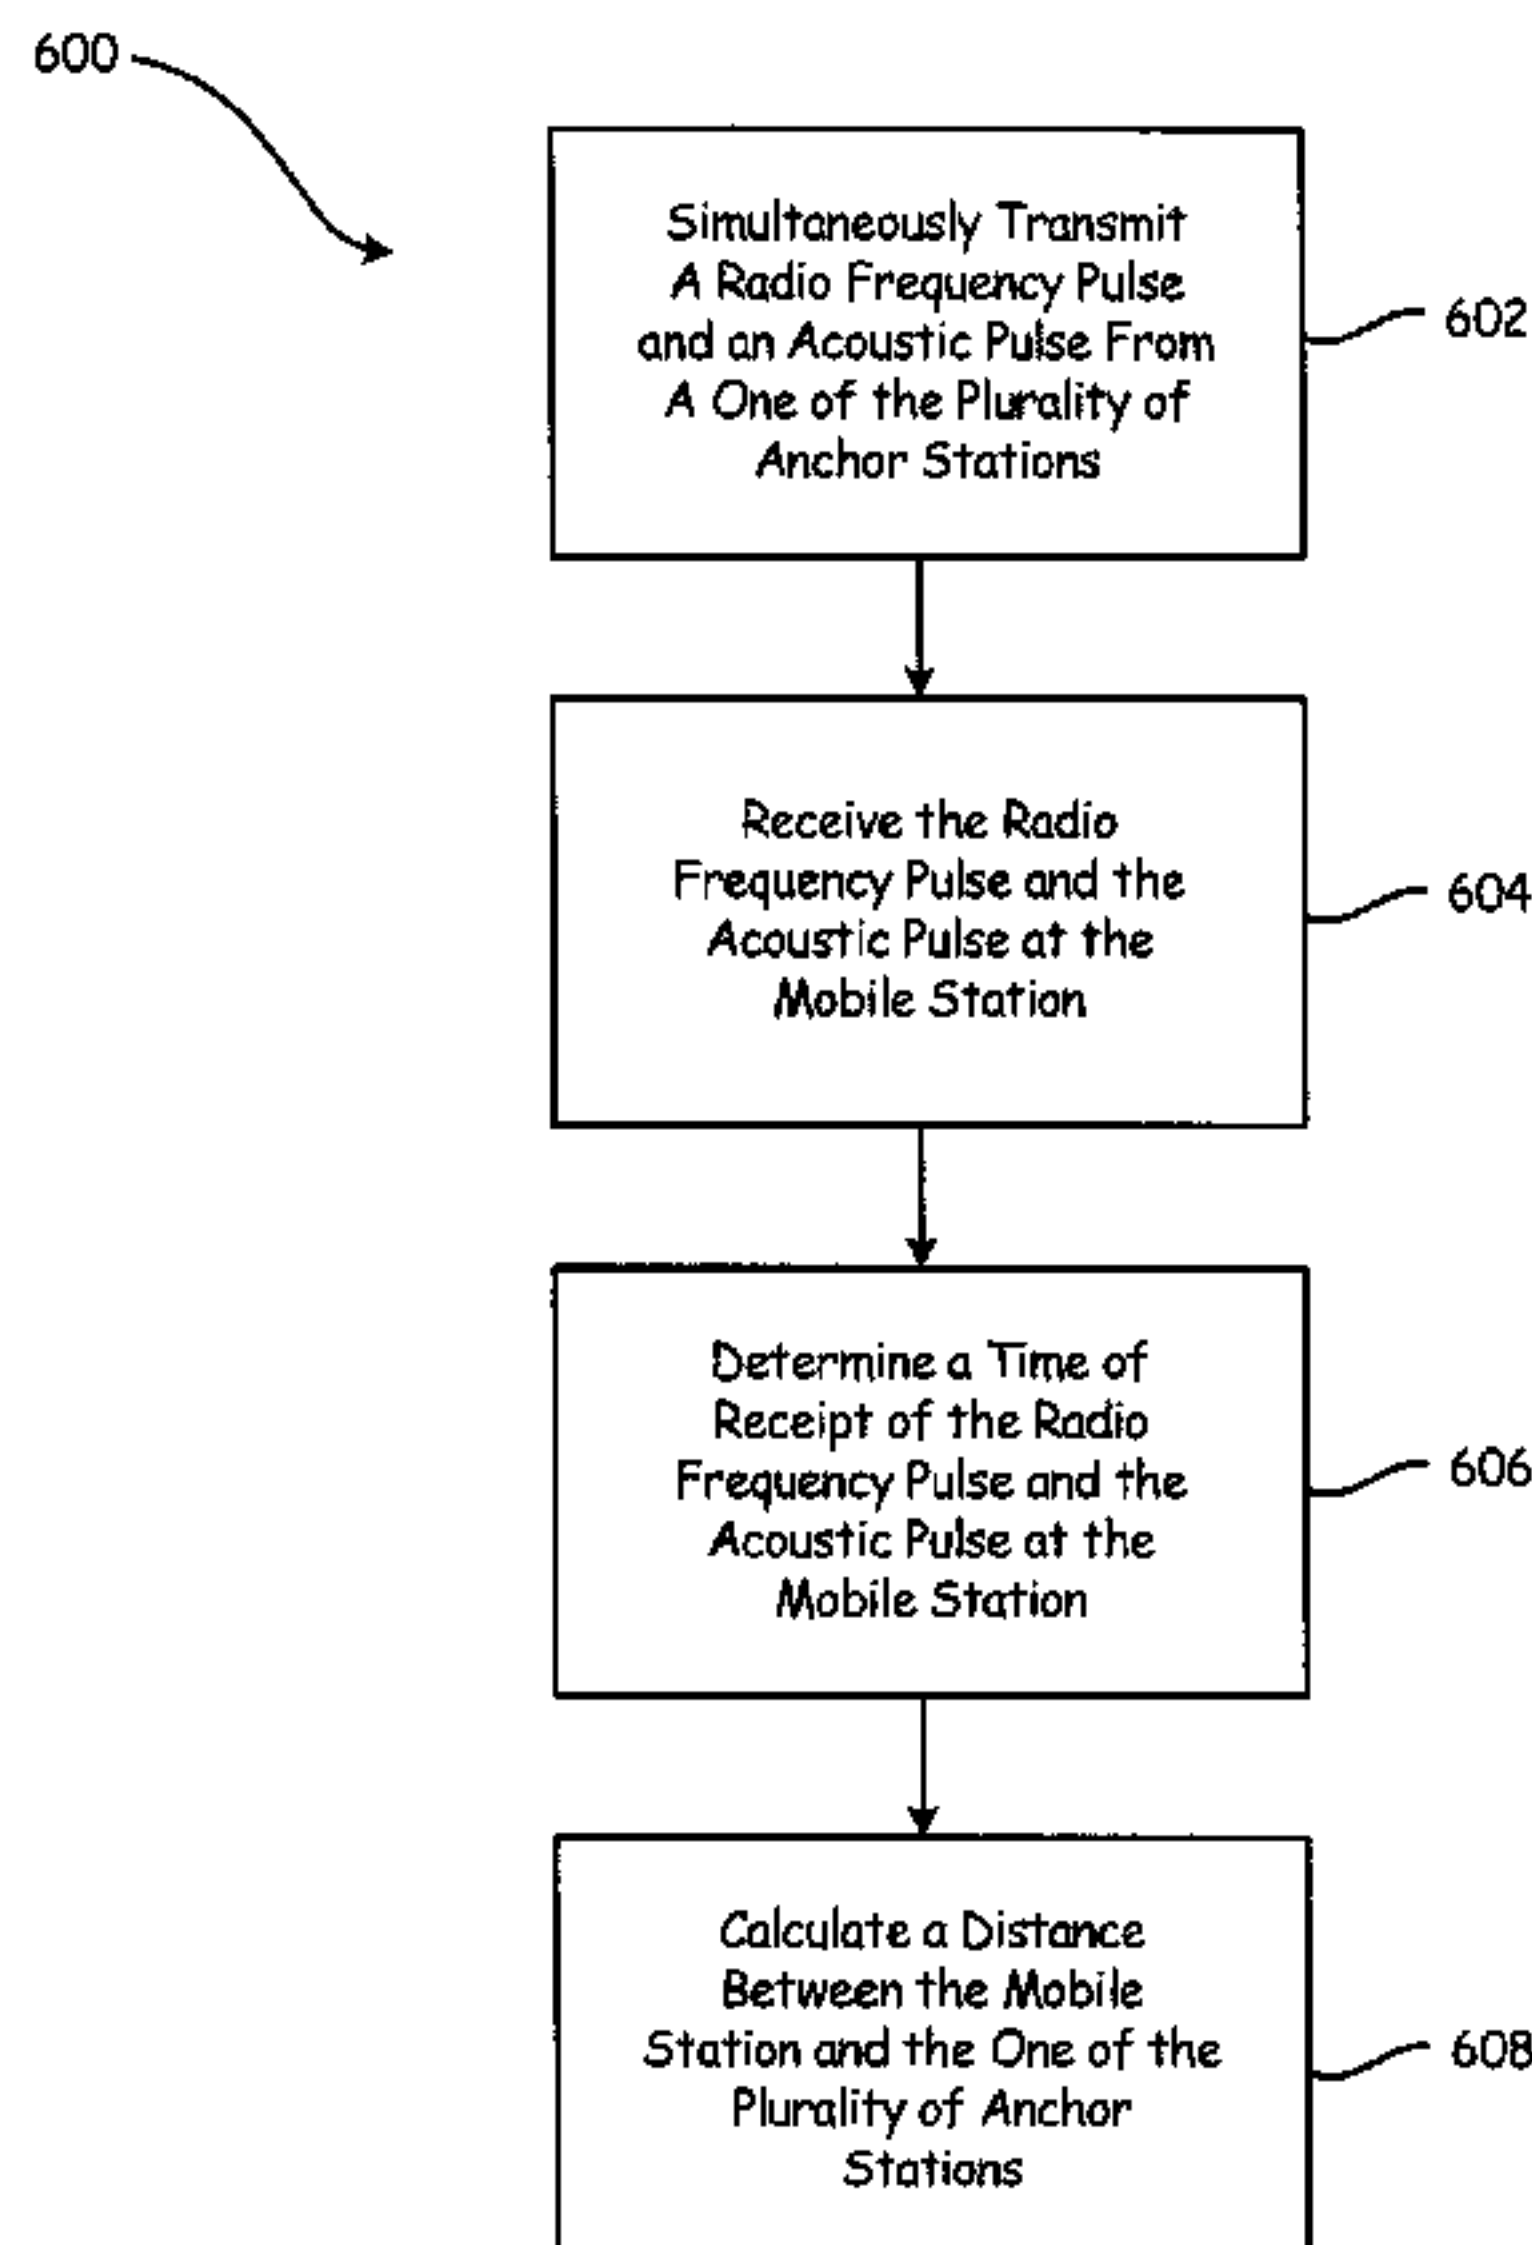 600
Simultaneously Transmit
A Radio Frequency Pulse
and an Acoustic Pulse From
A One of the Plurality of
Anchor Stations
602
Receive the Radio
Frequency Pulse and the
Acoustic Pulse at the
Mobile Station
604
Determine a Time of
Receipt of the Radio
Frequency Pulse and the
Acoustic Pulse at the
Mobile Station
606
Calculate a Distance
Between the Mobile
Station and the One of the
Plurality of Anchor
Stations
608